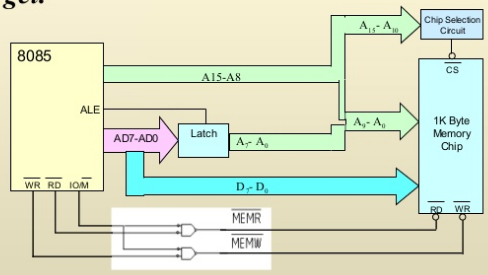 ger.
8085
A15-A8
ALE
AD7-AD0
Latch
A7- A0
D7- D0
A15- A10
A9- A0
Chip Selection
Circuit
CS
1K Byte
Memory
Chip
WR RD IO/M
RD WR
MEMR
MEMW